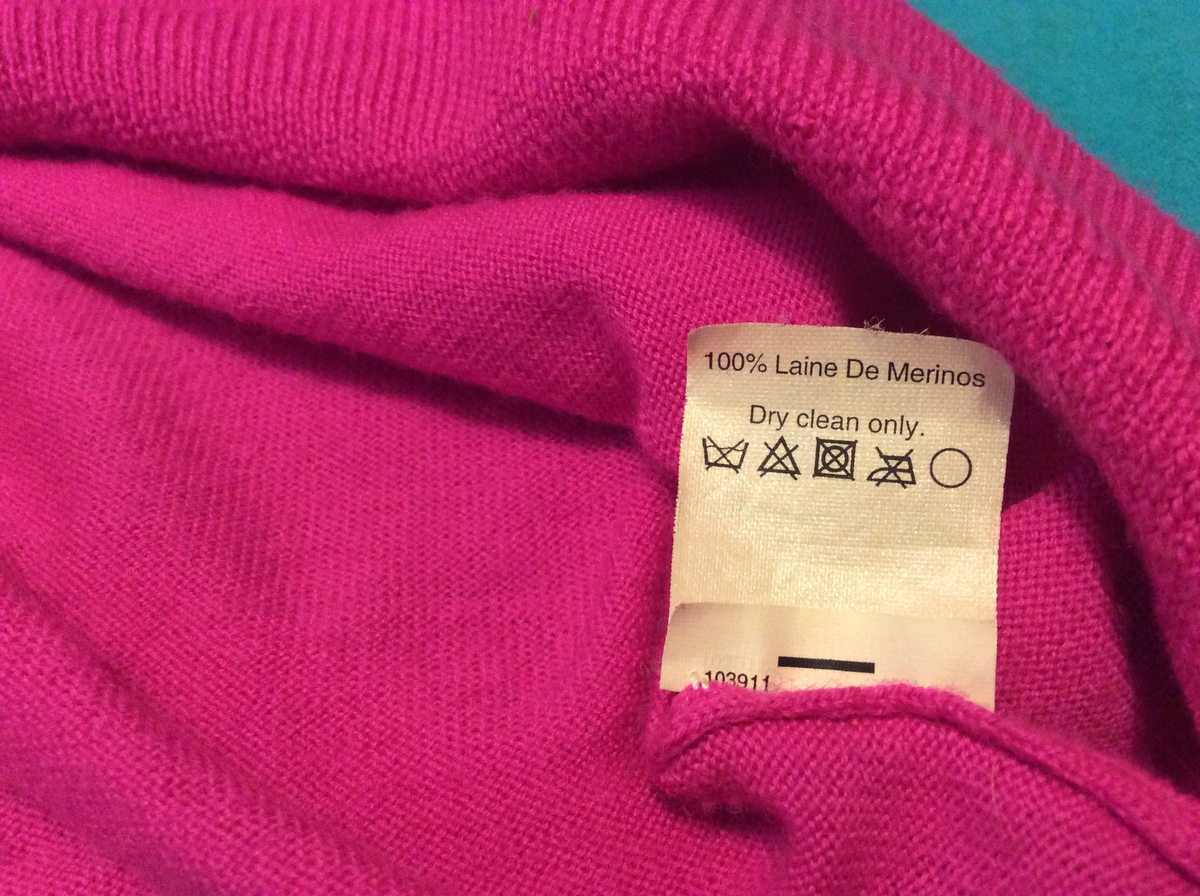 100% Laine De Merinos
Dry clean only.
103911